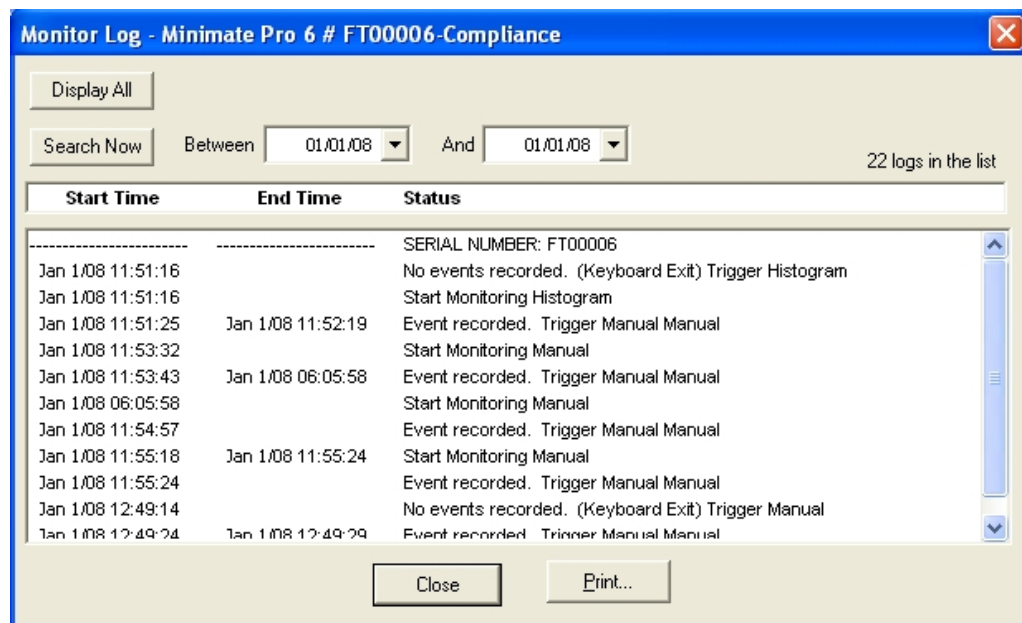 Monitor Log - Minimate Pro 6 # FT00006-Compliance
Display All
Search Now Between 01/01/08 And 01/01/08 22 logs in the list
Start Time End Time Status
------------------------ ------------------------ SERIAL NUMBER: FT00006
Jan 1/08 11:51:16 No events recorded. (Keyboard Exit) Trigger Histogram
Jan 1/08 11:51:16 Start Monitoring Histogram
Jan 1/08 11:51:25 Jan 1/08 11:52:19 Event recorded. Trigger Manual Manual
Jan 1/08 11:53:32 Start Monitoring Manual
Jan 1/08 11:53:43 Jan 1/08 06:05:58 Event recorded. Trigger Manual Manual
Jan 1/08 06:05:58 Start Monitoring Manual
Jan 1/08 11:54:57 Event recorded. Trigger Manual Manual
Jan 1/08 11:55:18 Jan 1/08 11:55:24 Start Monitoring Manual
Jan 1/08 11:55:24 Event recorded. Trigger Manual Manual
Jan 1/08 12:49:14 No events recorded. (Keyboard Exit) Trigger Manual
Jan 1/08 12:49:24 Jan 1/08 12:49:29 Event recorded. Trigger Manual Manual
Close Print...